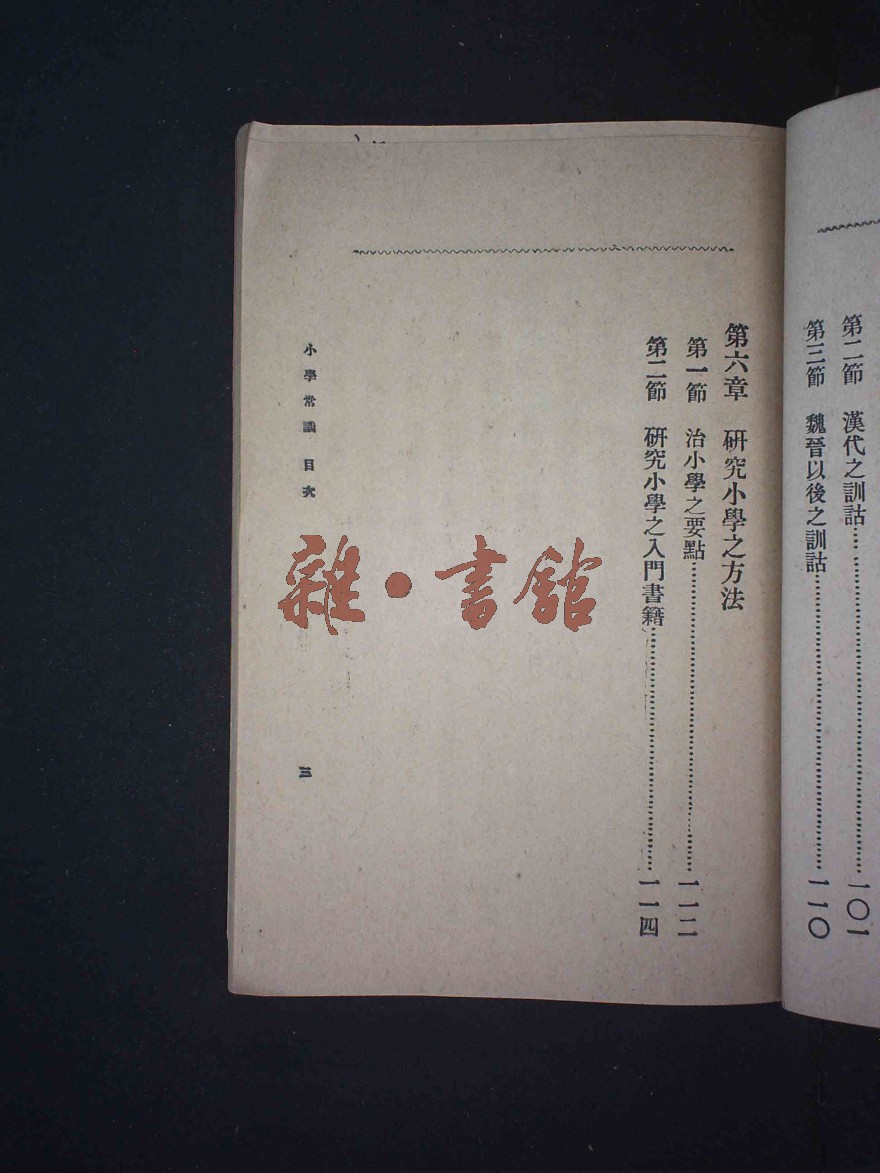 第二節　漢代之訓詁……………………一〇一
第三節　魏晉以後之訓詁……………………一一〇
第六章　研究小學之方法
第一節　治小學之要點……………………一一二
第二節　研究小學之入門書籍……………………一一四
小學常識　目次
三
雜・書館